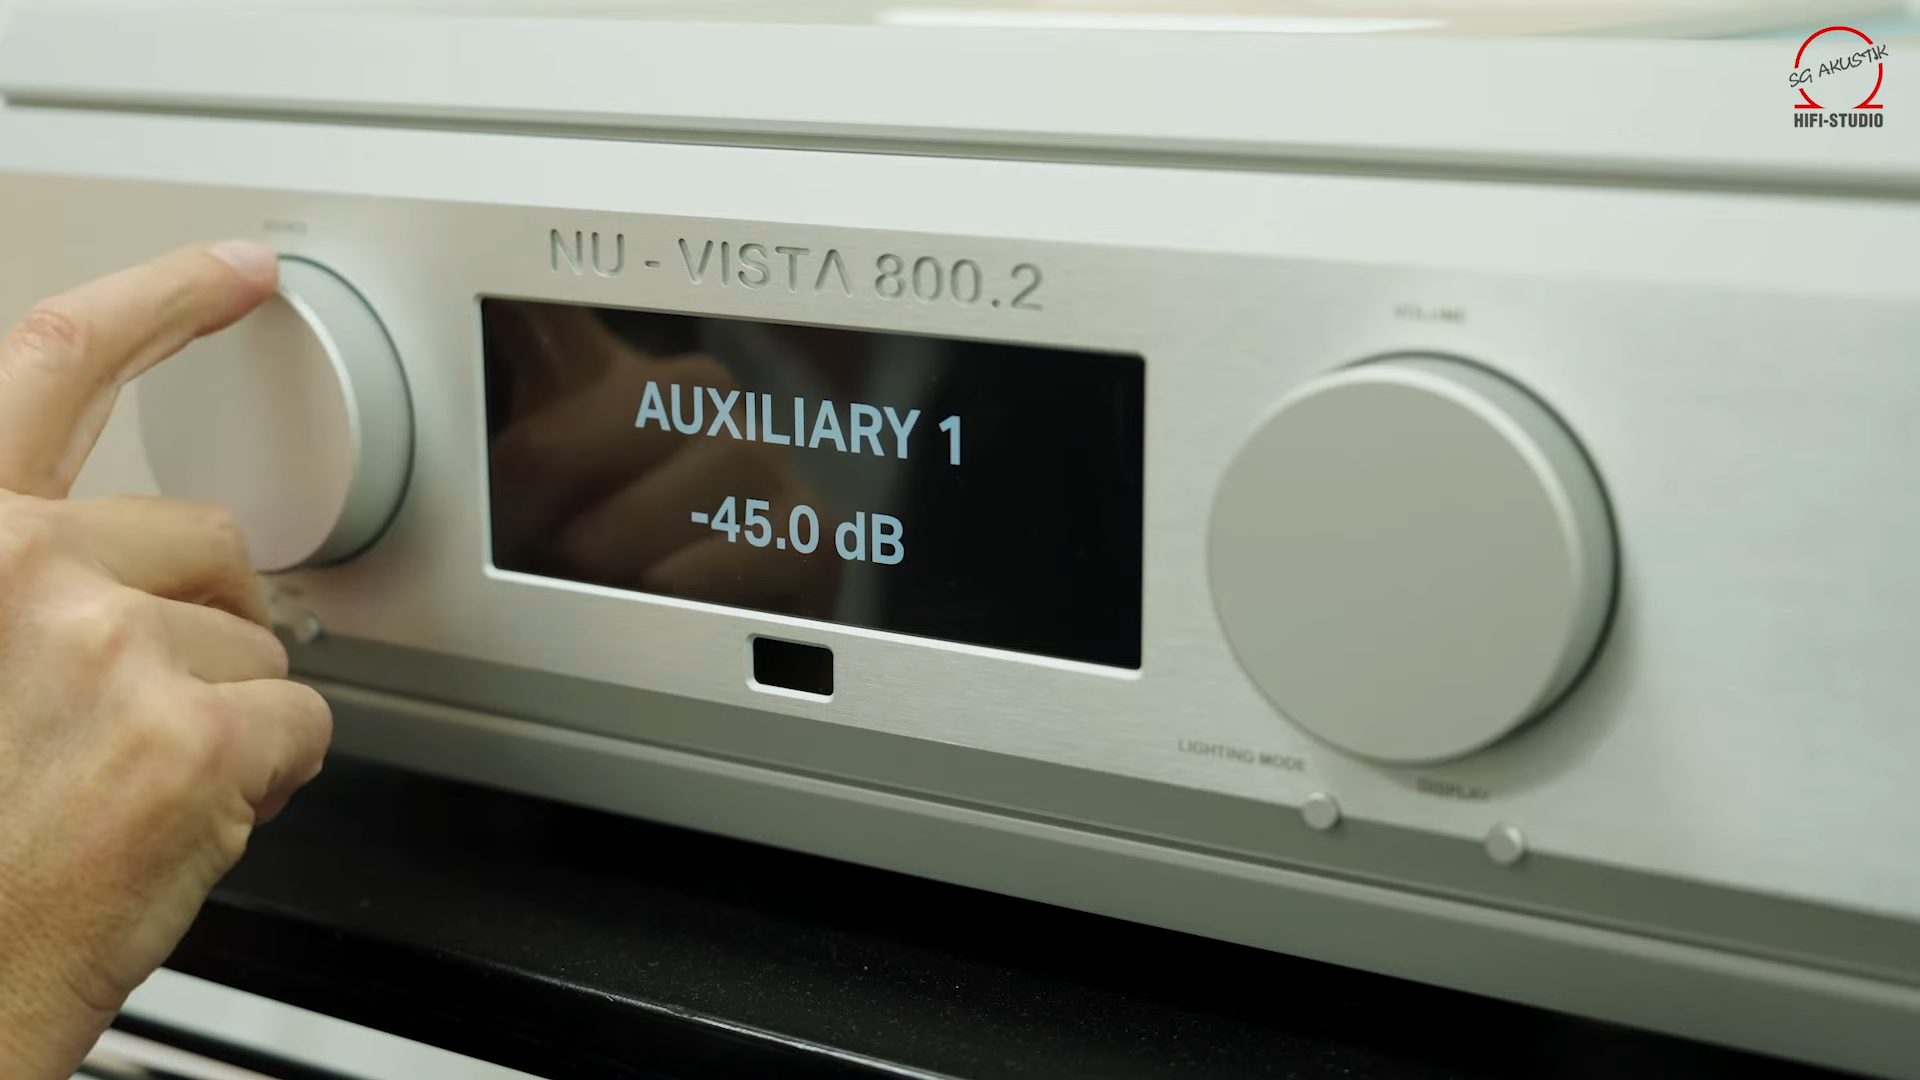 SG AKUSTIK
HIFI-STUDIO
NU - VISTA 800.2
VOLUME
AUXILIARY 1
-45.0 dB
LIGHTING MODE
DISPLAY